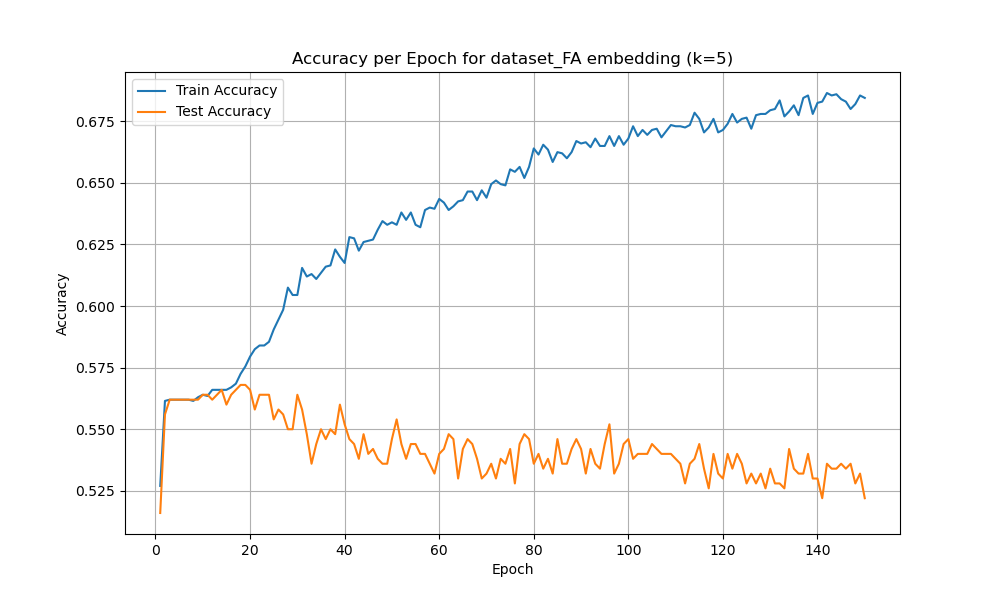 Accuracy per Epoch for dataset_FA embedding (k=5)
Train Accuracy
Test Accuracy
0.675
0.650
0.625
0.600
0.575
0.550
0.525
Accuracy
0 20 40 60 80 100 120 140
Epoch